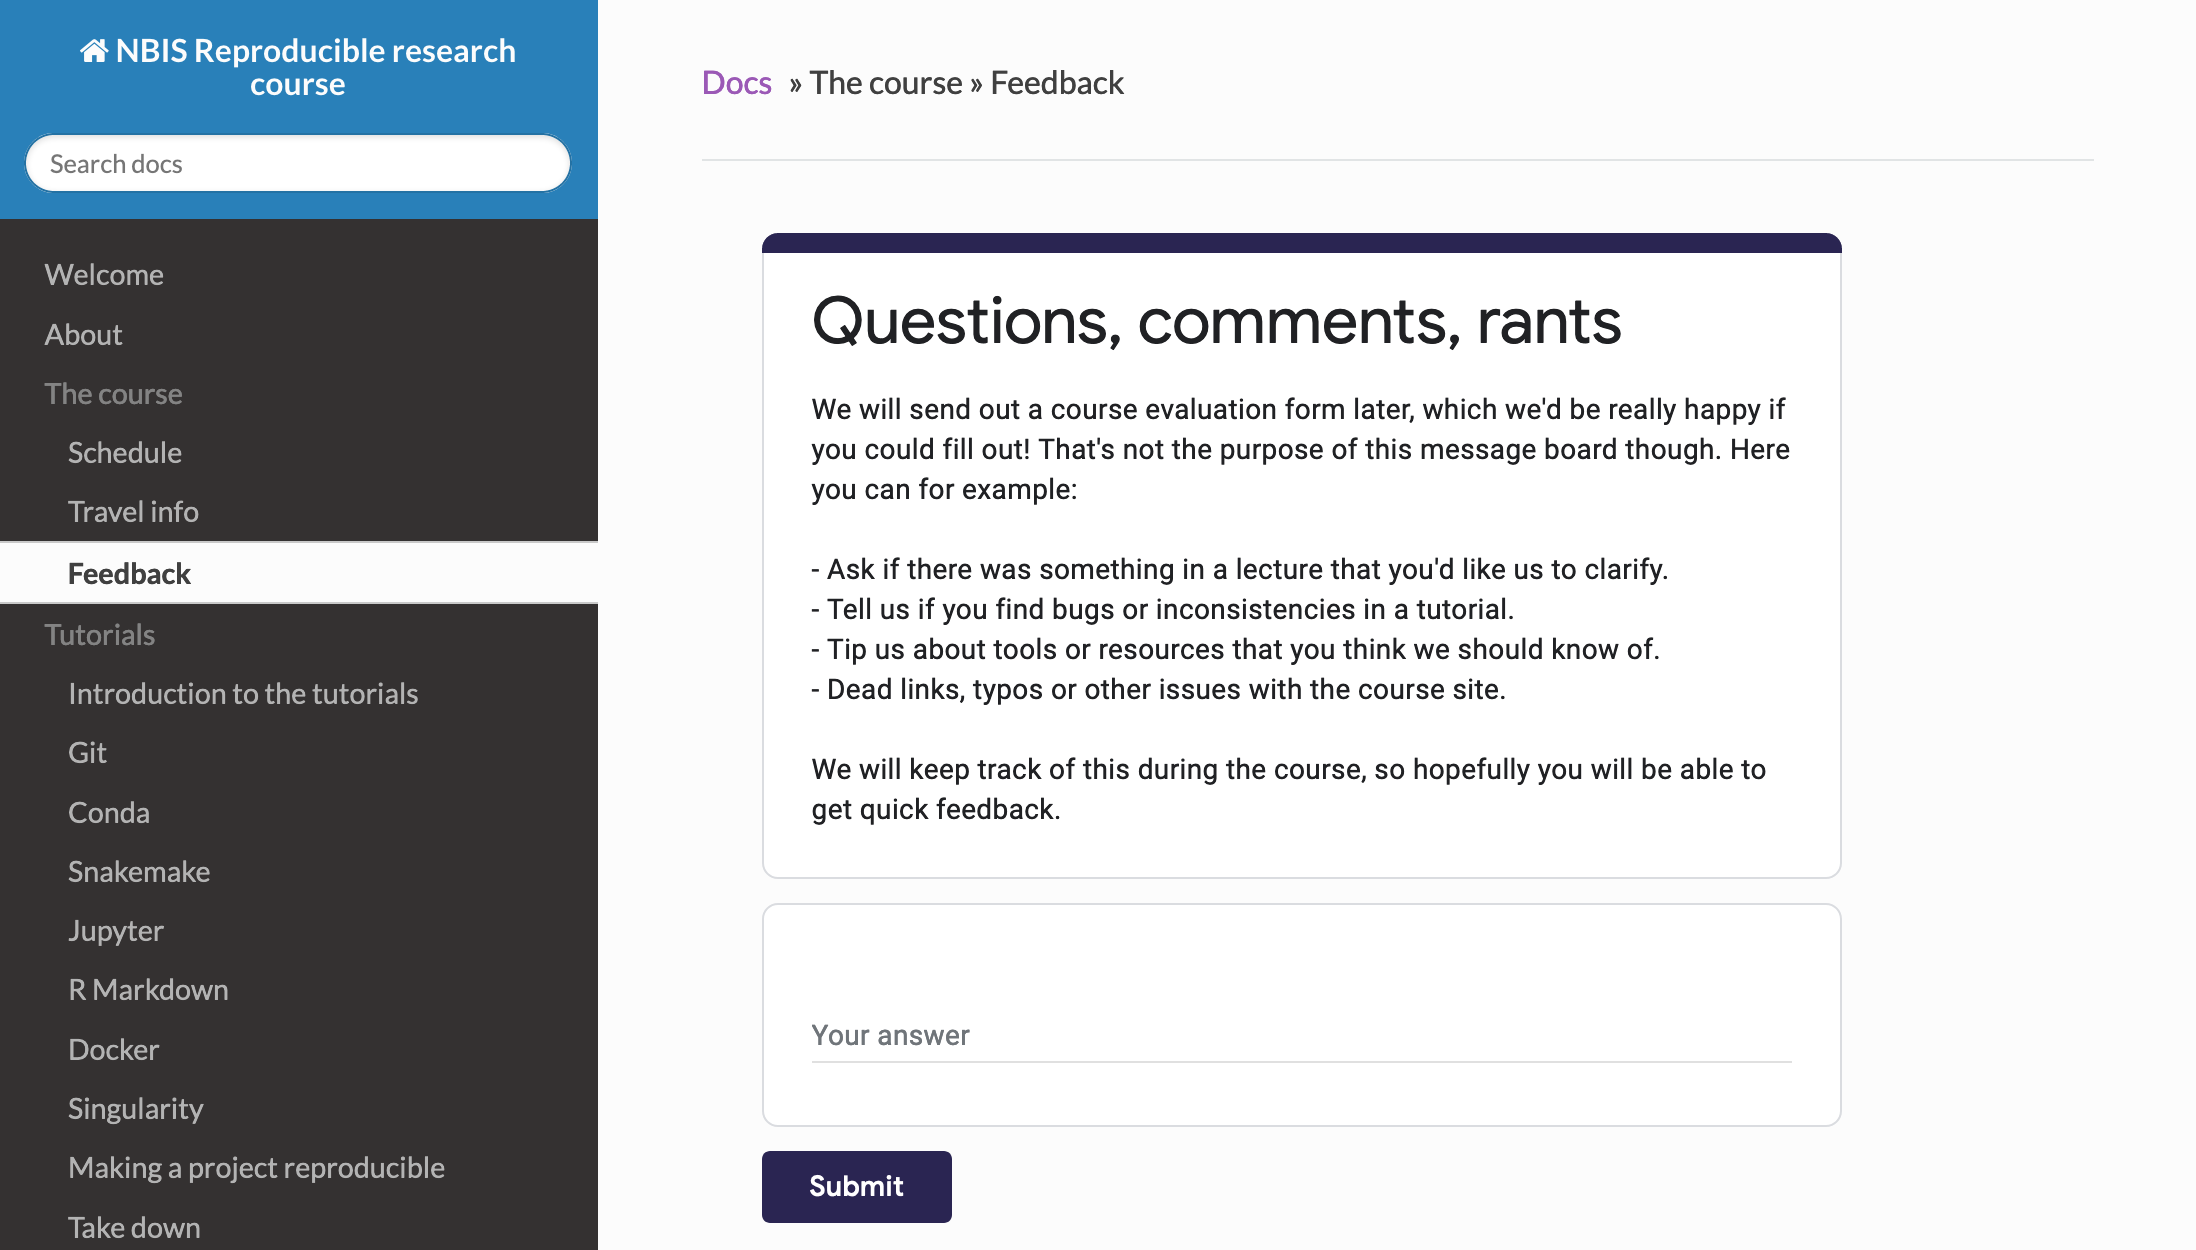 NBIS Reproducible research
course
Search docs
Welcome
About
The course
Schedule
Travel info
Feedback
Tutorials
Introduction to the tutorials
Git
Conda
Snakemake
Jupyter
R Markdown
Docker
Singularity
Making a project reproducible
Take down
Docs » The course » Feedback
Questions, comments, rants
We will send out a course evaluation form later, which we'd be really happy if
you could fill out! That's not the purpose of this message board though. Here
you can for example:
- Ask if there was something in a lecture that you'd like us to clarify.
- Tell us if you find bugs or inconsistencies in a tutorial.
- Tip us about tools or resources that you think we should know of.
- Dead links, typos or other issues with the course site.
We will keep track of this during the course, so hopefully you will be able to
get quick feedback.
Your answer
Submit